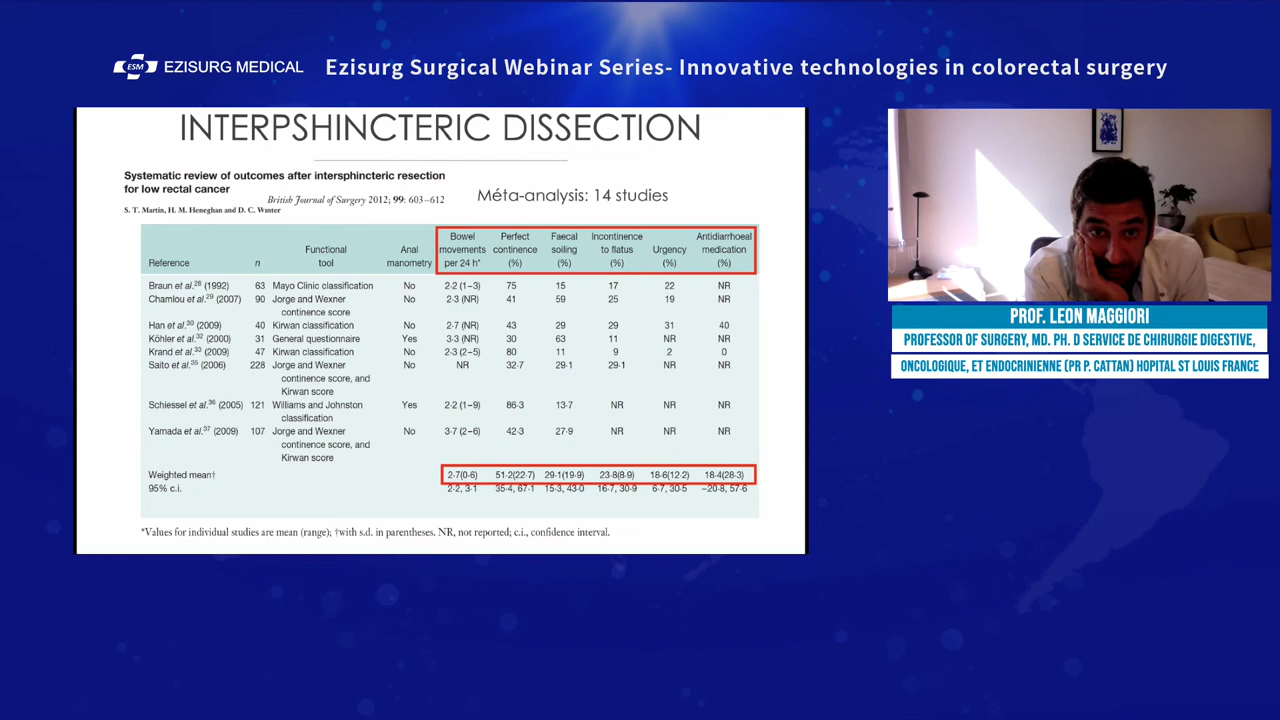 ESM EZISURG MEDICAL
Ezisurg Surgical Webinar Series- Innovative technologies in colorectal surgery
INTERPSHINCTERIC DISSECTION
Systematic review of outcomes after intersphincteric resection
for low rectal cancer
British Journal of Surgery 2012; 99: 603–612
S. T. Martin, H. M. Heneghan and D. C. Winter
Méta-analysis: 14 studies
Reference n Functional tool Anal manometry Bowel movements per 24 h* Perfect continence (%) Faecal soiling (%) Incontinence to flatus (%) Urgency (%) Antidiarrhoeal medication (%)
Braun et al.28 (1992) 63 Mayo Clinic classification No 2·2 (1–3) 75 15 17 22 NR
Chamlou et al.29 (2007) 90 Jorge and Wexner No 2·3 (NR) 41 59 25 19 NR
continence score
Han et al.30 (2009) 40 Kirwan classification No 2·7 (NR) 43 29 29 31 40
Köhler et al.32 (2000) 31 General questionnaire Yes 3·3 (NR) 30 63 11 NR NR
Krand et al.33 (2009) 47 Kirwan classification No 2·3 (2–5) 80 11 9 2 0
Saito et al.35 (2006) 228 Jorge and Wexner No NR 32·7 29·1 29·1 NR NR
continence score, and
Kirwan score
Schiessel et al.36 (2005) 121 Williams and Johnston Yes 2·2 (1–9) 86·3 13·7 NR NR NR
classification
Yamada et al.37 (2009) 107 Jorge and Wexner No 3·7 (2–6) 42·3 27·9 NR NR NR
continence score, and
Kirwan score
Weighted mean† 2·7(0·6) 51·2(22·7) 29·1(19·9) 23·8(8·9) 18·6(12·2) 18·4(28·3)
95% c.i. 2·2, 3·1 35·4, 67·1 15·3, 43·0 16·7, 30·9 6·7, 30·5 −20·8, 57·6
*Values for individual studies are mean (range); †with s.d. in parentheses. NR, not reported; c.i., confidence interval.
PROF. LEON MAGGIORI
PROFESSOR OF SURGERY, MD. PH. D SERVICE DE CHIRURGIE DIGESTIVE,
ONCOLOGIQUE, ET ENDOCRINIENNE (PR P. CATTAN) HOPITAL ST LOUIS FRANCE